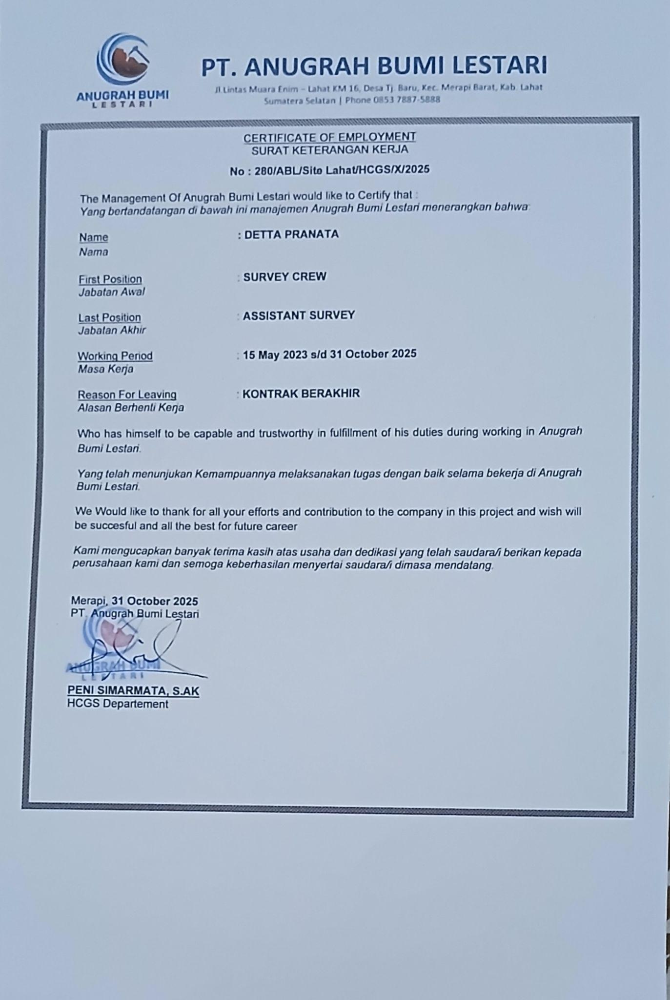 ANUGRAH BUMI
LESTARI
PT. ANUGRAH BUMI LESTARI
Jl.Lintas Muara Enim – Lahat KM 16, Desa Tj. Baru, Kec. Merapi Barat, Kab. Lahat
Sumatera Selatan | Phone 0853 7887-5888
CERTIFICATE OF EMPLOYMENT
SURAT KETERANGAN KERJA
No : 280/ABL/Site Lahat/HCGS/X/2025
The Management Of Anugrah Bumi Lestari would like to Certify that :
Yang bertandatangan di bawah ini manajemen Anugrah Bumi Lestari menerangkan bahwa:
Name : DETTA PRANATA
Nama
First Position : SURVEY CREW
Jabatan Awal
Last Position : ASSISTANT SURVEY
Jabatan Akhir
Working Period : 15 May 2023 s/d 31 October 2025
Masa Kerja
Reason For Leaving : KONTRAK BERAKHIR
Alasan Berhenti Kerja
Who has himself to be capable and trustworthy in fulfillment of his duties during working in Anugrah
Bumi Lestari.
Yang telah menunjukan Kemampuannya melaksanakan tugas dengan baik selama bekerja di Anugrah
Bumi Lestari.
We Would like to thank for all your efforts and contribution to the company in this project and wish will
be succesful and all the best for future career
Kami mengucapkan banyak terima kasih atas usaha dan dedikasi yang telah saudara/i berikan kepada
perusahaan kami dan semoga keberhasilan menyertai saudara/i dimasa mendatang.
Merapi, 31 October 2025
PT. Anugrah Bumi Lestari
ANUGRAH BUMI
LESTARI
PENI SIMARMATA, S.AK
HCGS Departement